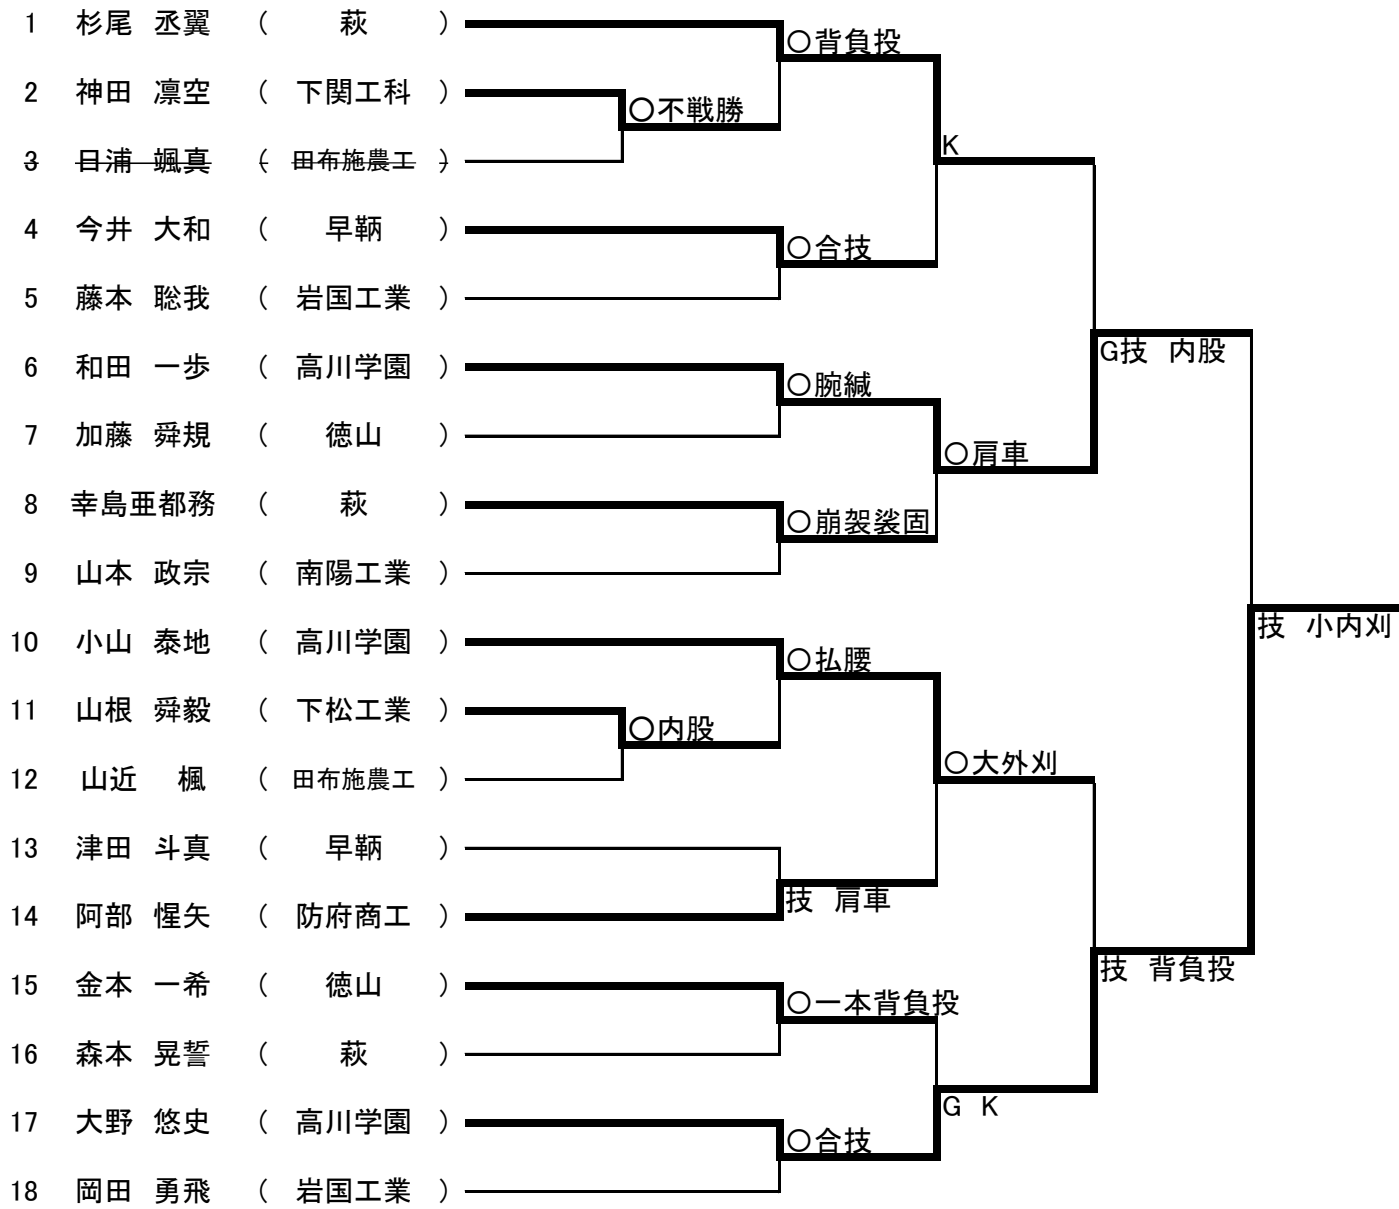 1 杉尾 丞翼 ( 萩 )
○背負投
2 神田 凛空 ( 下関工科 )
○不戦勝
K
3 日浦 颯真 ( 田布施農工 )
4 今井 大和 ( 早鞆 )
○合技
5 藤本 聡我 ( 岩国工業 )
G技 内股
6 和田 一歩 ( 高川学園 )
○腕緘
7 加藤 舜規 ( 徳山 )
○肩車
8 幸島亜都務 ( 萩 )
○崩袈裟固
9 山本 政宗 ( 南陽工業 )
技 小内刈
10 小山 泰地 ( 高川学園 )
○払腰
11 山根 舜毅 ( 下松工業 )
○内股
○大外刈
12 山近 楓 ( 田布施農工 )
13 津田 斗真 ( 早鞆 )
技 肩車
14 阿部 惺矢 ( 防府商工 )
技 背負投
15 金本 一希 ( 徳山 )
○一本背負投
16 森本 晃誓 ( 萩 )
G K
17 大野 悠史 ( 高川学園 )
○合技
18 岡田 勇飛 ( 岩国工業 )